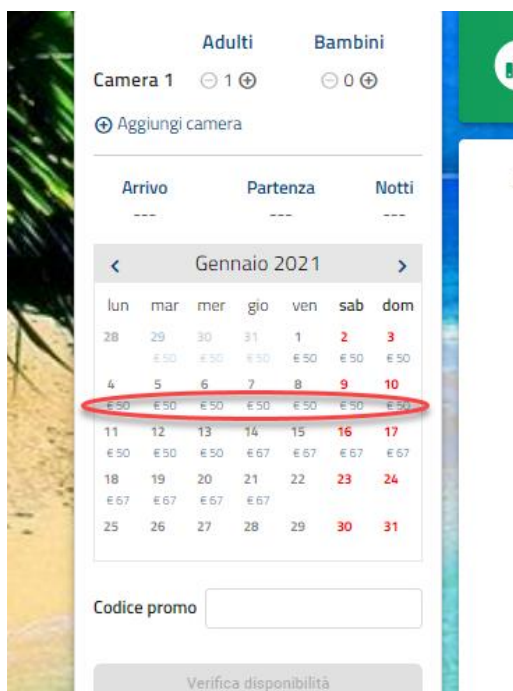 Adulti Bambini
Camera 1 1 0
Aggiungi camera
Arrivo Partenza Notti
--- --- ---
< Gennaio 2021 >
lun mar mer gio ven sab dom
28 29 30 31 1 2 3
€ 50 € 50 € 50 € 50 € 50 € 50
4 5 6 7 8 9 10
€ 50 € 50 € 50 € 50 € 50 € 50 € 50
11 12 13 14 15 16 17
€ 50 € 50 € 50 € 67 € 67 € 67 € 67
18 19 20 21 22 23 24
€ 67 € 67 € 67 € 67
25 26 27 28 29 30 31
Codice promo
Verifica disponibilità